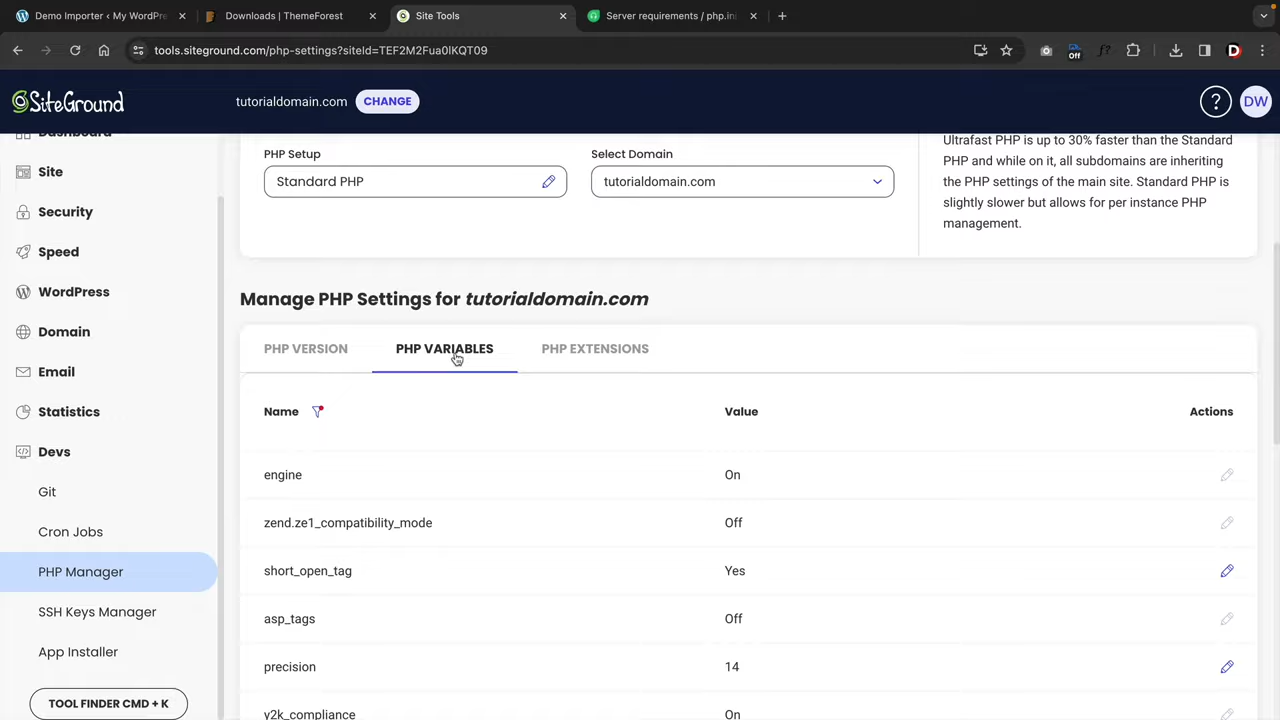 Demo Importer ‹ My WordPre
Downloads | ThemeForest
Site Tools
Server requirements / php.in
tools.siteground.com/php-settings?siteId=TEF2M2Fua0lKQT09
Off
f?
D
SiteGround
tutorialdomain.com
CHANGE
?
DW
Dashboard
Site
Security
Speed
WordPress
Domain
Email
Statistics
Devs
Git
Cron Jobs
PHP Manager
SSH Keys Manager
App Installer
TOOL FINDER CMD + K
PHP Setup
Standard PHP
Select Domain
tutorialdomain.com
Ultrafast PHP is up to 30% faster than the Standard
PHP and while on it, all subdomains are inheriting
the PHP settings of the main site. Standard PHP is
slightly slower but allows for per instance PHP
management.
Manage PHP Settings for tutorialdomain.com
PHP VERSION
PHP VARIABLES
PHP EXTENSIONS
Name
Value
Actions
engine
On
zend.ze1_compatibility_mode
Off
short_open_tag
Yes
asp_tags
Off
precision
14
y2k_compliance
On